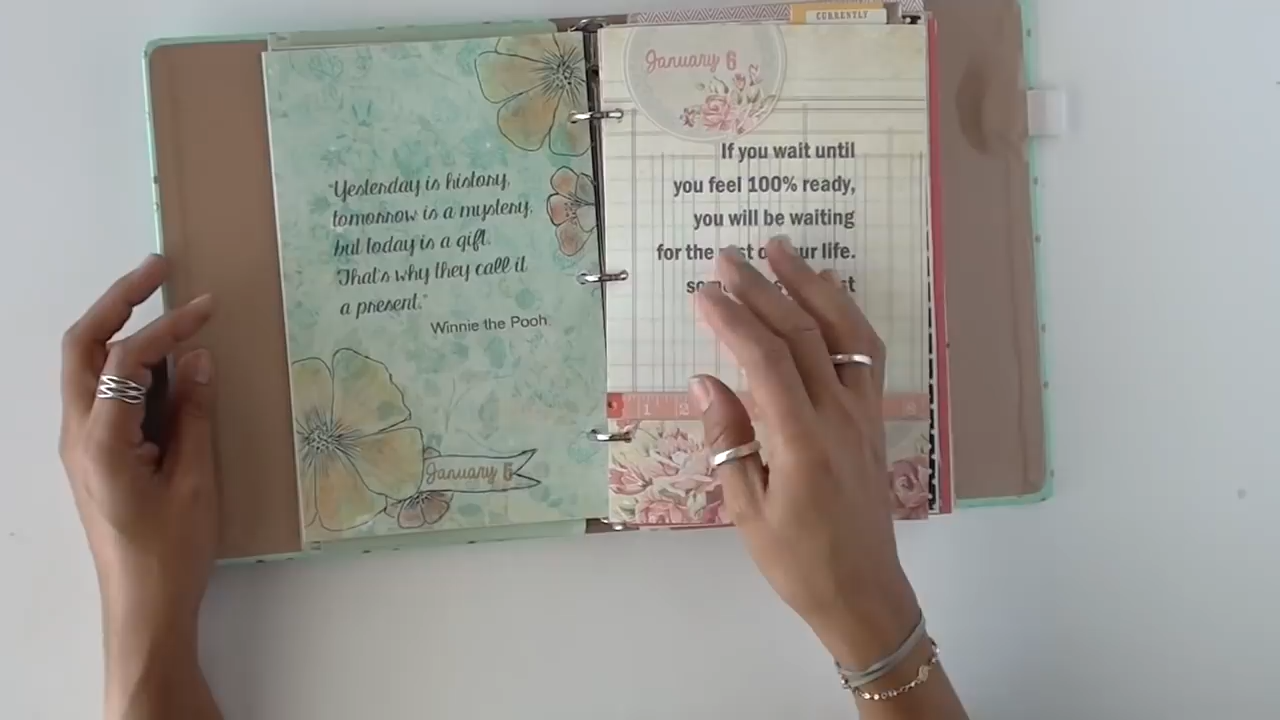 "Yesterday is history,
tomorrow is a mystery,
but today is a gift.
That's why they call it
a present."
Winnie the Pooh
January 5
CURRENTLY
January 6
If you wait until
you feel 100% ready,
you will be waiting
for the life.
1 2 8